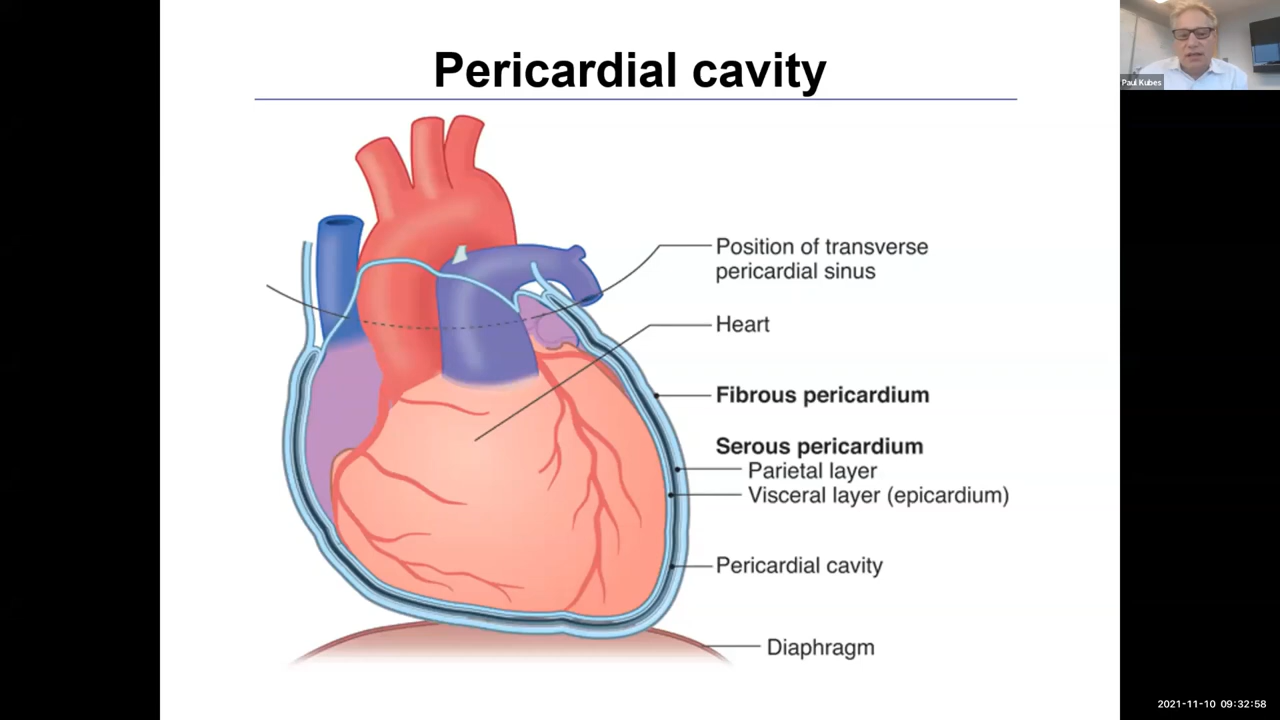 Pericardial cavity
Paul Kubes
Position of transverse
pericardial sinus
Heart
Fibrous pericardium
Serous pericardium
Parietal layer
Visceral layer (epicardium)
Pericardial cavity
Diaphragm
2021-11-10 09:32:58